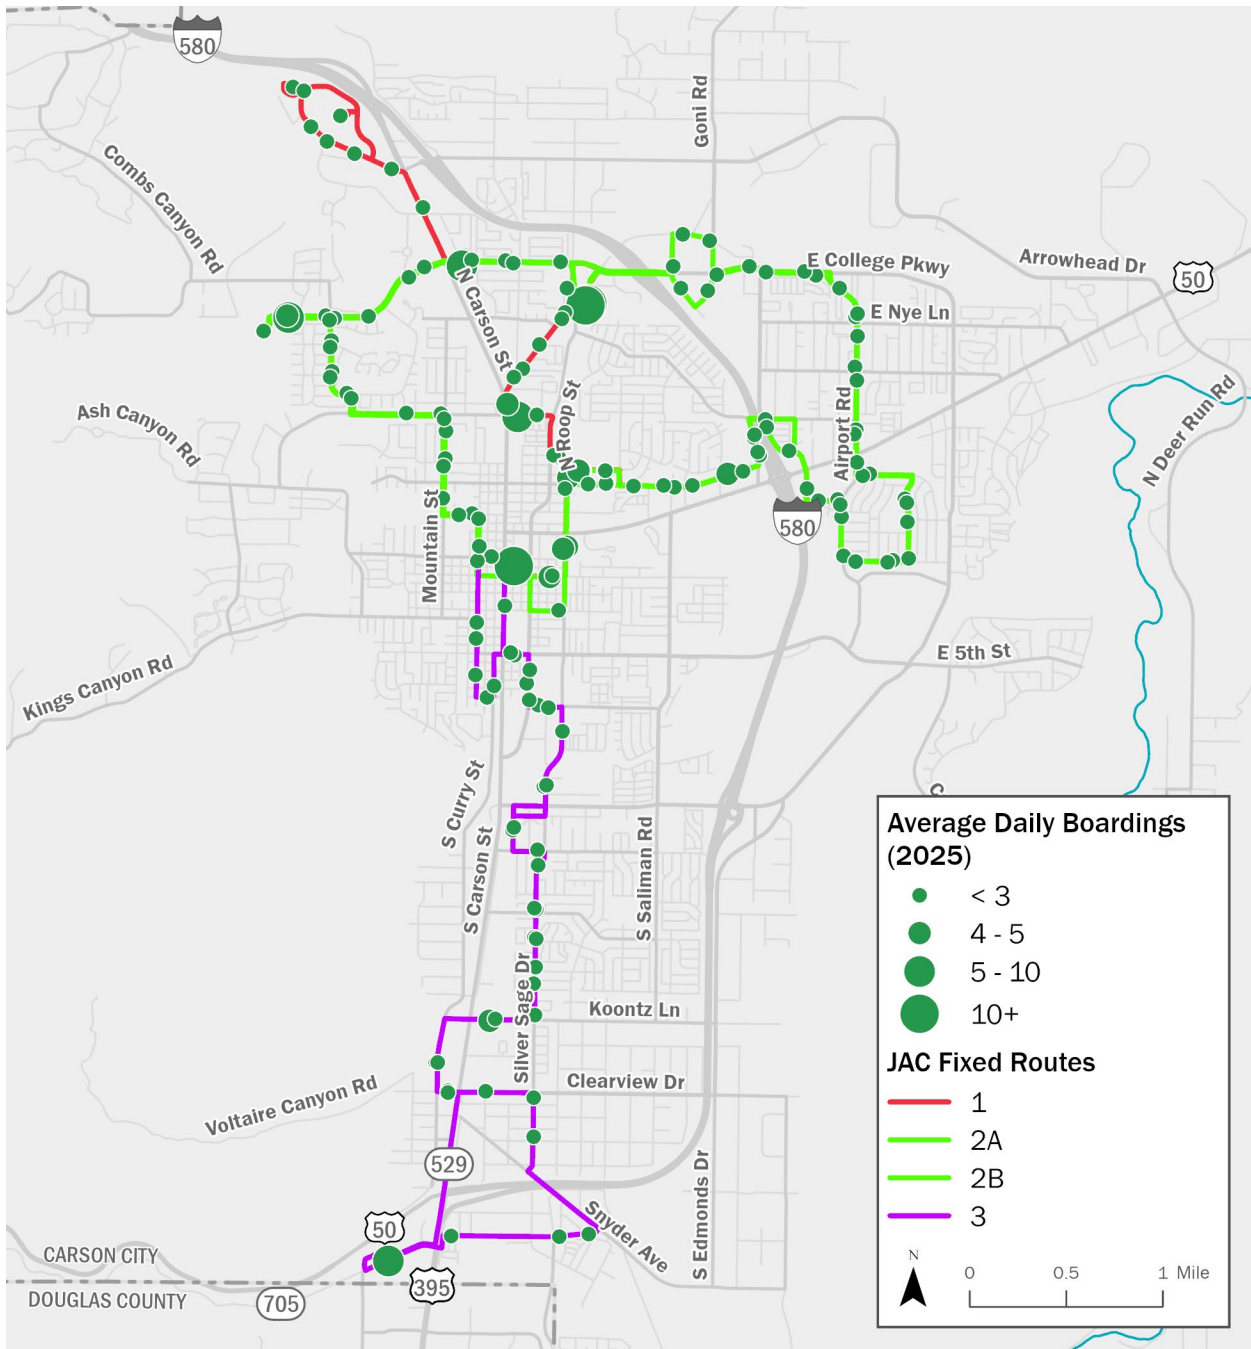 580
Goni Rd
Combs Canyon Rd
E College Pkwy
Arrowhead Dr
50
N Carson St
E Nye Ln
Ash Canyon Rd
N Roop St
Airport Rd
N Deer Run Rd
Mountain St
580
E 5th St
Kings Canyon Rd
S Curry St
S Carson St
S Saliman Rd
C
Silver Sage Dr
Koontz Ln
Clearview Dr
Voltaire Canyon Rd
529
S Edmonds Dr
Snyder Ave
50
CARSON CITY
395
DOUGLAS COUNTY
705
Average Daily Boardings
(2025)
< 3
4 - 5
5 - 10
10+
JAC Fixed Routes
1
2A
2B
3
N
0 0.5 1 Mile